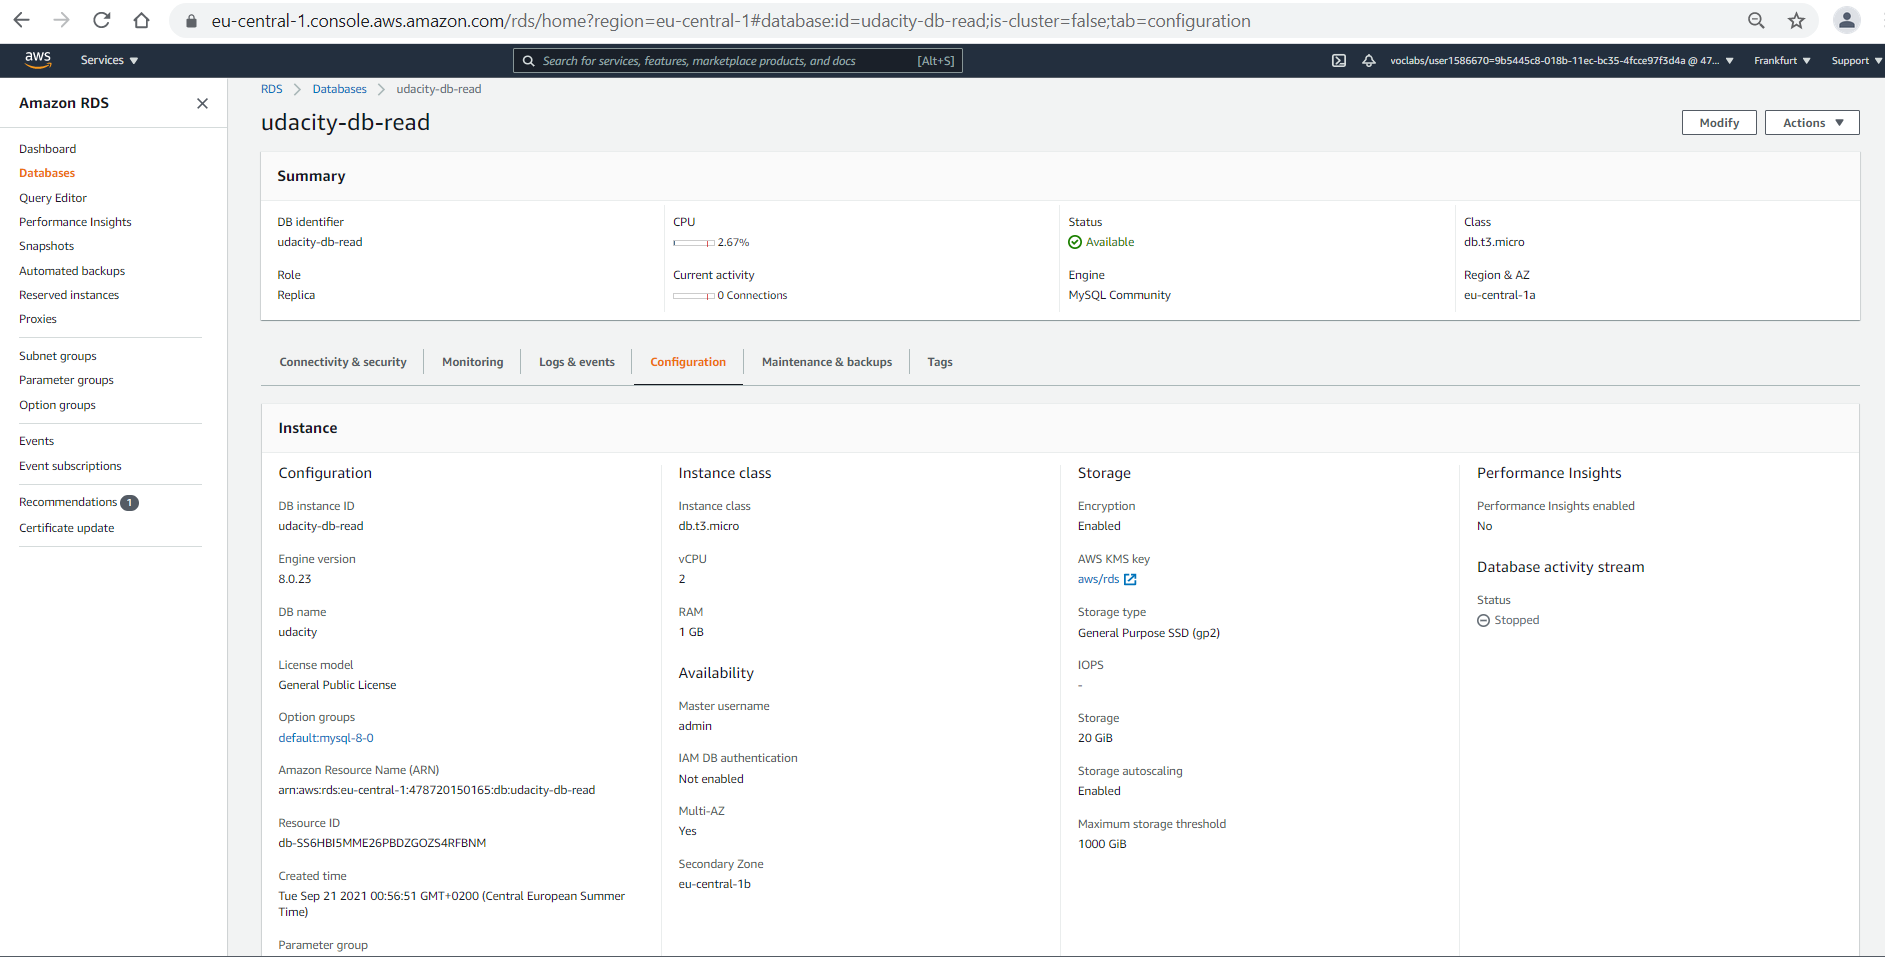 eu-central-1.console.aws.amazon.com/rds/home?region=eu-central-1#database:id=udacity-db-read;is-cluster=false;tab=configuration
aws
Services ▼
Search for services, features, marketplace products, and docs [Alt+S]
voclabs/user1586670=9b5445c8-018b-11ec-bc35-4fcce97f3d4a @ 47... ▼
Frankfurt ▼
Support ▼
Amazon RDS
Dashboard
Databases
Query Editor
Performance Insights
Snapshots
Automated backups
Reserved instances
Proxies
Subnet groups
Parameter groups
Option groups
Events
Event subscriptions
Recommendations 1
Certificate update
RDS > Databases > udacity-db-read
udacity-db-read
Modify
Actions ▼
Summary
DB identifier
udacity-db-read
Role
Replica
CPU
2.67%
Current activity
0 Connections
Status
Available
Engine
MySQL Community
Class
db.t3.micro
Region & AZ
eu-central-1a
Connectivity & security
Monitoring
Logs & events
Configuration
Maintenance & backups
Tags
Instance
Configuration
DB instance ID
udacity-db-read
Engine version
8.0.23
DB name
udacity
License model
General Public License
Option groups
default:mysql-8-0
Amazon Resource Name (ARN)
arn:aws:rds:eu-central-1:478720150165:db:udacity-db-read
Resource ID
db-SS6HBI5MME26PBDZGOZS4RFBNM
Created time
Tue Sep 21 2021 00:56:51 GMT+0200 (Central European Summer
Time)
Parameter group
Instance class
Instance class
db.t3.micro
vCPU
2
RAM
1 GB
Availability
Master username
admin
IAM DB authentication
Not enabled
Multi-AZ
Yes
Secondary Zone
eu-central-1b
Storage
Encryption
Enabled
AWS KMS key
aws/rds
Storage type
General Purpose SSD (gp2)
IOPS
-
Storage
20 GiB
Storage autoscaling
Enabled
Maximum storage threshold
1000 GiB
Performance Insights
Performance Insights enabled
No
Database activity stream
Status
Stopped